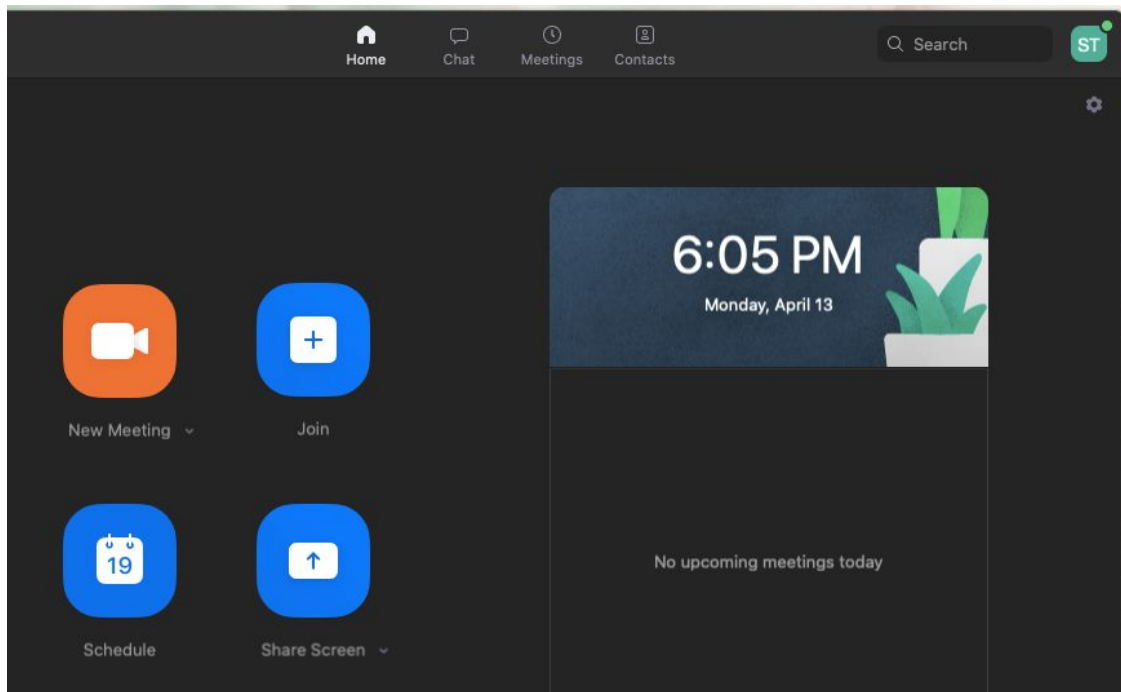 Home
Chat
Meetings
Contacts
Search
ST
6:05 PM
Monday, April 13
New Meeting
Join
19
Schedule
Share Screen
No upcoming meetings today